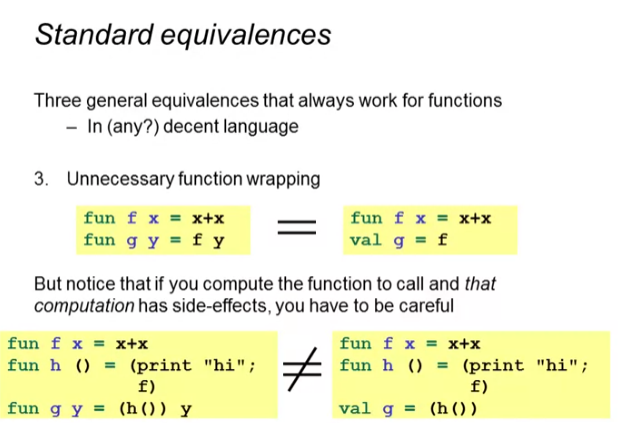 Standard equivalences
Three general equivalences that always work for functions
– In (any?) decent language
3. Unnecessary function wrapping
fun f x = x+x
fun g y = f y
=
fun f x = x+x
val g = f
But notice that if you compute the function to call and that
computation has side-effects, you have to be careful
fun f x = x+x
fun h () = (print "hi";
f)
fun g y = (h()) y
≠
fun f x = x+x
fun h () = (print "hi";
f)
val g = (h())